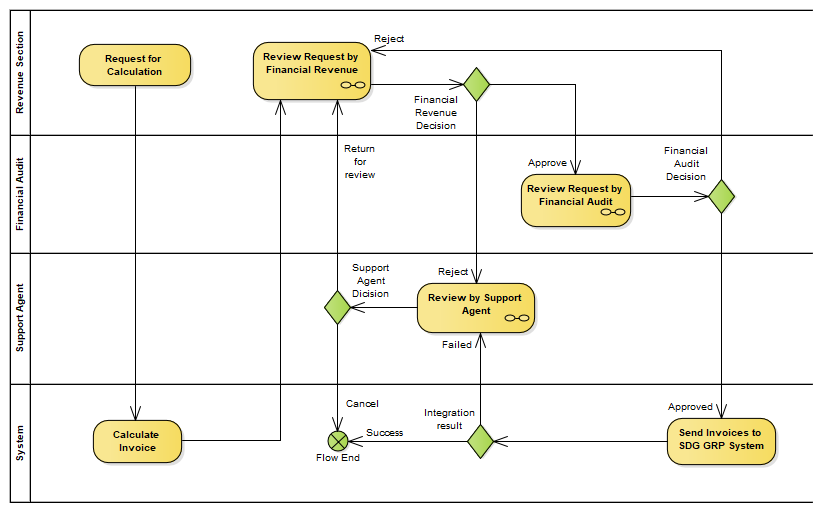 Revenue Section
Request for
Calculation
Review Request by
Financial Revenue
Reject
Financial
Revenue
Decision
Financial Audit
Return
for
review
Approve
Review Request by
Financial Audit
Financial
Audit
Decision
Support Agent
Support
Agent
Dicision
Reject
Review by Support
Agent
Failed
System
Calculate
Invoice
Cancel
Success
Flow End
Integration
result
Approved
Send Invoices to
SDG GRP System